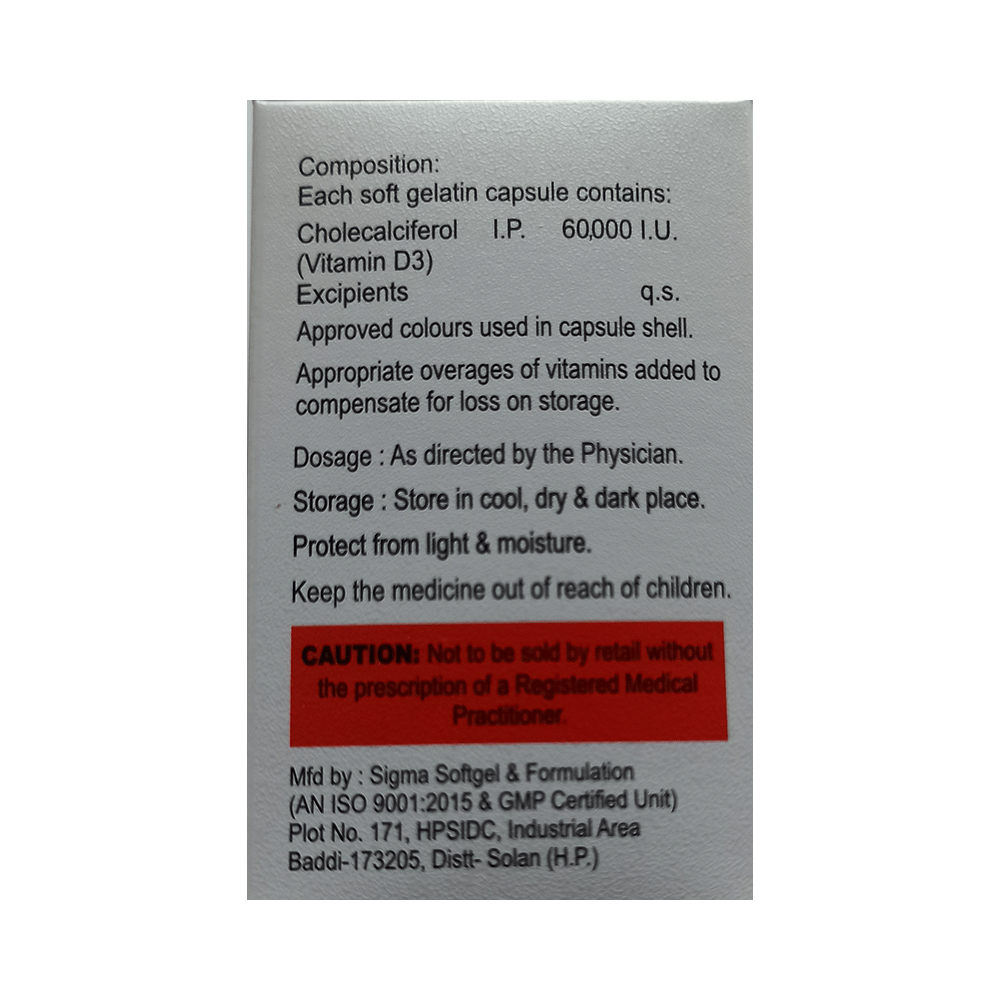 Composition:
Each soft gelatin capsule contains:
Cholecalciferol I.P. 60,000 I.U.
(Vitamin D3)
Excipients q.s.
Approved colours used in capsule shell.
Appropriate overages of vitamins added to
compensate for loss on storage.
Dosage : As directed by the Physician.
Storage : Store in cool, dry & dark place.
Protect from light & moisture.
Keep the medicine out of reach of children.
CAUTION: Not to be sold by retail without
the prescription of a Registered Medical
Practitioner.
Mfd by : Sigma Softgel & Formulation
(AN ISO 9001:2015 & GMP Certified Unit)
Plot No. 171, HPSIDC, Industrial Area
Baddi-173205, Distt- Solan (H.P.)